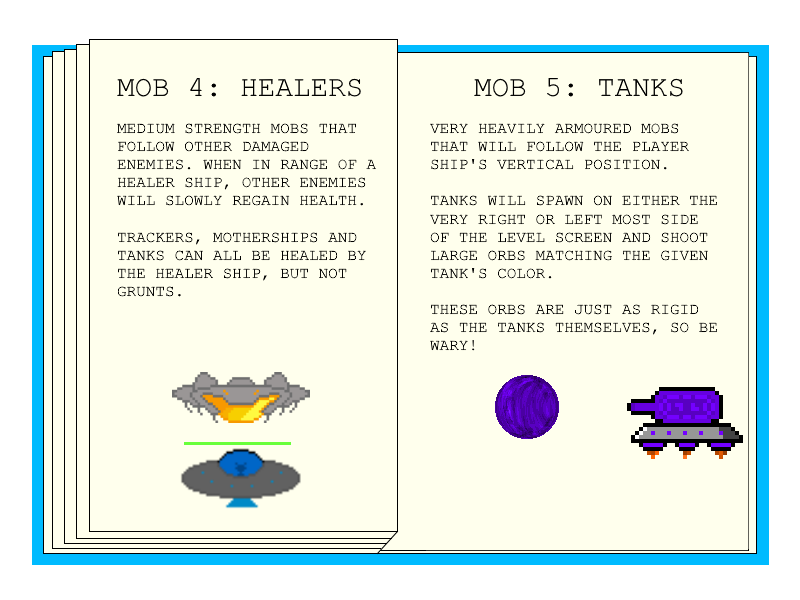 MOB 4: HEALERS
MEDIUM STRENGTH MOBS THAT
FOLLOW OTHER DAMAGED
ENEMIES. WHEN IN RANGE OF A
HEALER SHIP, OTHER ENEMIES
WILL SLOWLY REGAIN HEALTH.
TRACKERS, MOTHERSHIPS AND
TANKS CAN ALL BE HEALED BY
THE HEALER SHIP, BUT NOT
GRUNTS.
MOB 5: TANKS
VERY HEAVILY ARMOURED MOBS
THAT WILL FOLLOW THE PLAYER
SHIP'S VERTICAL POSITION.
TANKS WILL SPAWN ON EITHER THE
VERY RIGHT OR LEFT MOST SIDE
OF THE LEVEL SCREEN AND SHOOT
LARGE ORBS MATCHING THE GIVEN
TANK'S COLOR.
THESE ORBS ARE JUST AS RIGID
AS THE TANKS THEMSELVES, SO BE
WARY!